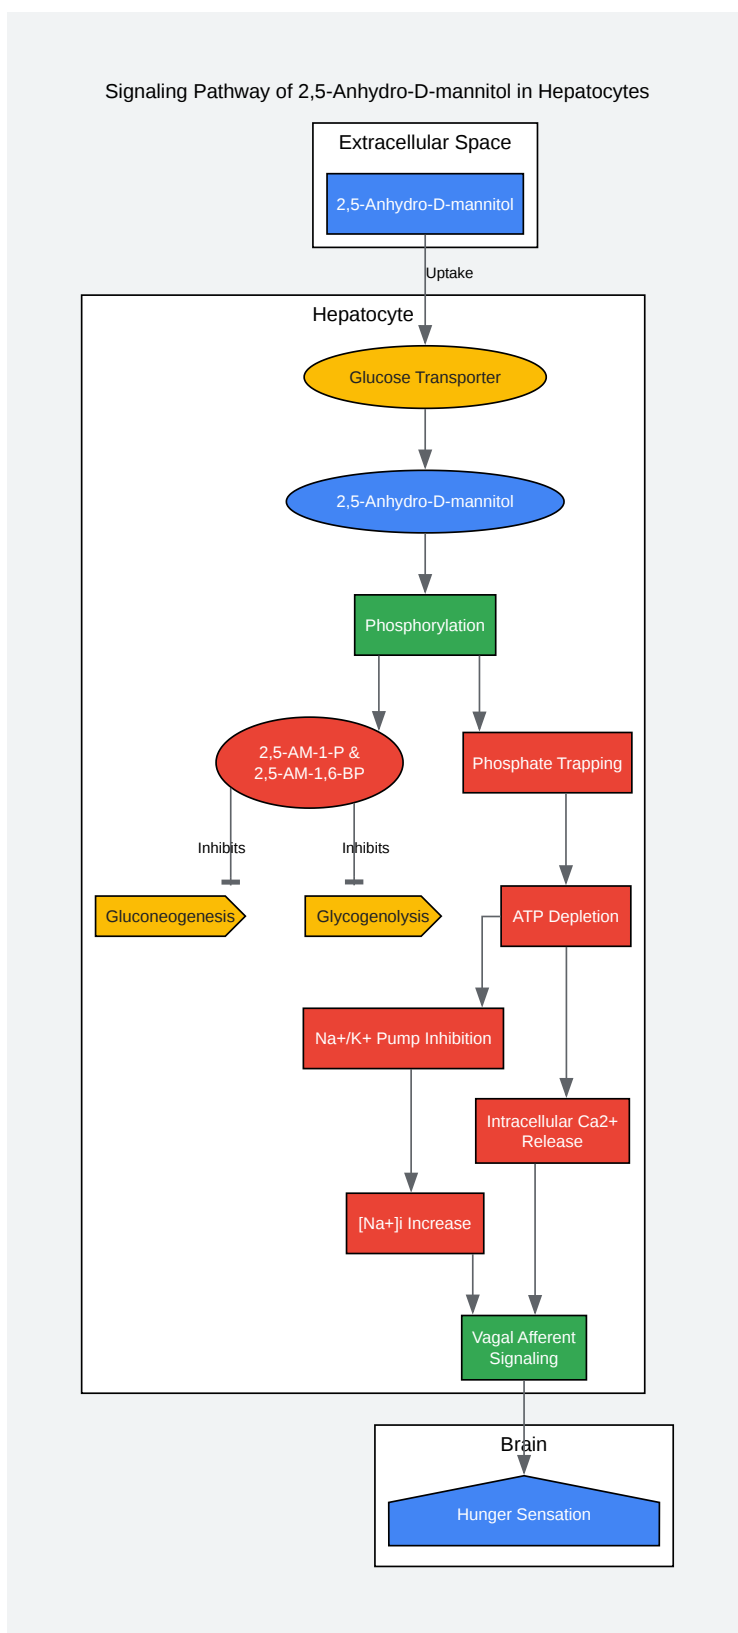 Signaling Pathway of 2,5-Anhydro-D-mannitol in Hepatocytes
Extracellular Space
2,5-Anhydro-D-mannitol
Uptake
Hepatocyte
Glucose Transporter
2,5-Anhydro-D-mannitol
Phosphorylation
2,5-AM-1-P &
2,5-AM-1,6-BP
Phosphate Trapping
Inhibits
Inhibits
Gluconeogenesis
Glycogenolysis
ATP Depletion
Na+/K+ Pump Inhibition
Intracellular Ca2+
Release
[Na+]i Increase
Vagal Afferent
Signaling
Brain
Hunger Sensation